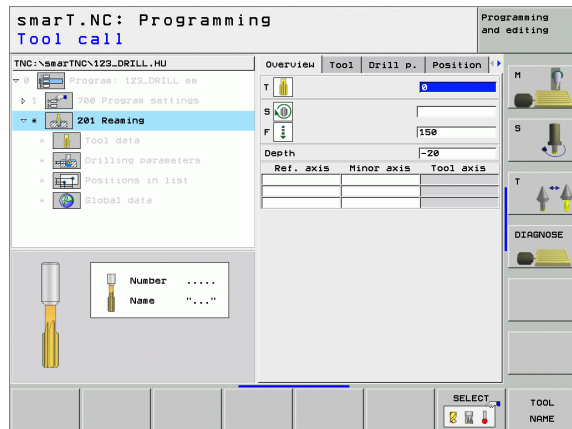 smarT.NC: Programming
Tool call
Programming and editing
TNC:\smarTNC\123_DRILL.HU
0 Program: 123_DRILL mm
1 700 Program settings
* 201 Reaming
* Tool data
* Drilling parameters
* Positions in list
* Global data
Overview Tool Drill p. Position
T 0
S
F 150
Depth -20
Ref. axis Minor axis Tool axis
Number .....
Name "..."
M
S
T
DIAGNOSE
SELECT
TOOL NAME